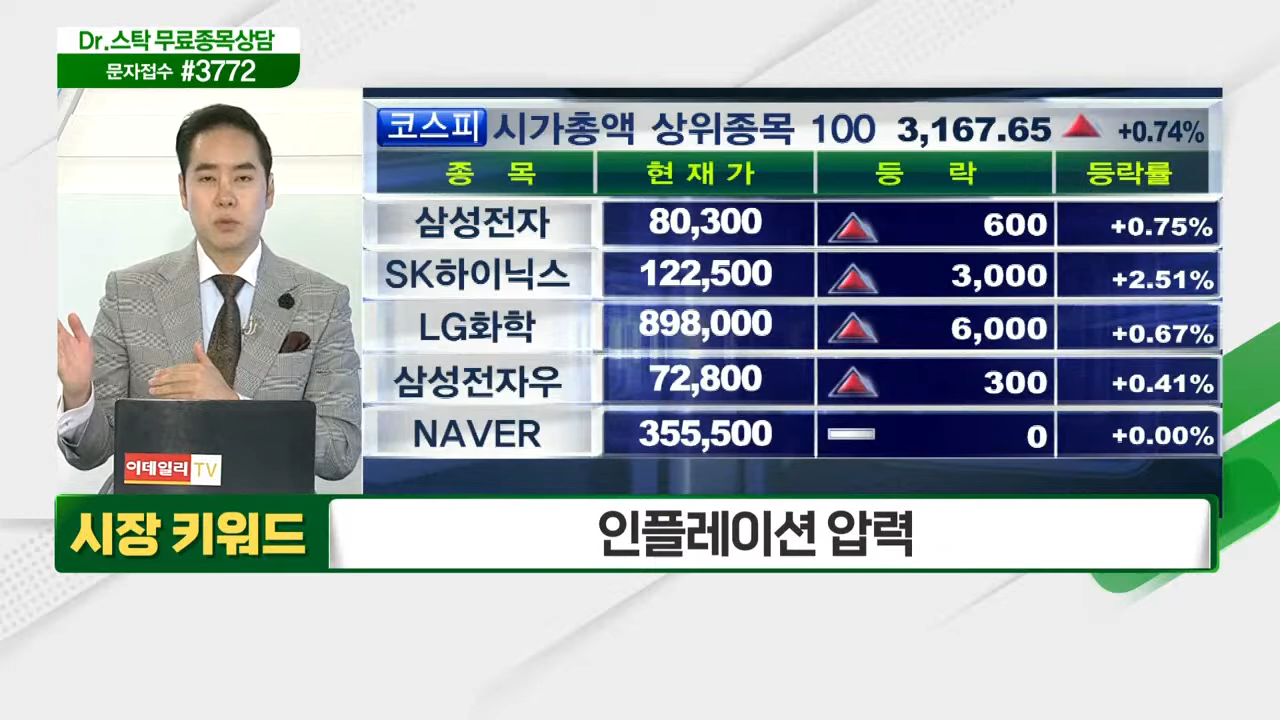 Dr.스탁 무료종목상담
문자접수 #3772
코스피 시가총액 상위종목 100 3,167.65 ▲ +0.74%
종 목 현재가 등 락 등락률
삼성전자 80,300 ▲ 600 +0.75%
SK하이닉스 122,500 ▲ 3,000 +2.51%
LG화학 898,000 ▲ 6,000 +0.67%
삼성전자우 72,800 ▲ 300 +0.41%
NAVER 355,500 0 +0.00%
이데일리TV
시장 키워드 인플레이션 압력